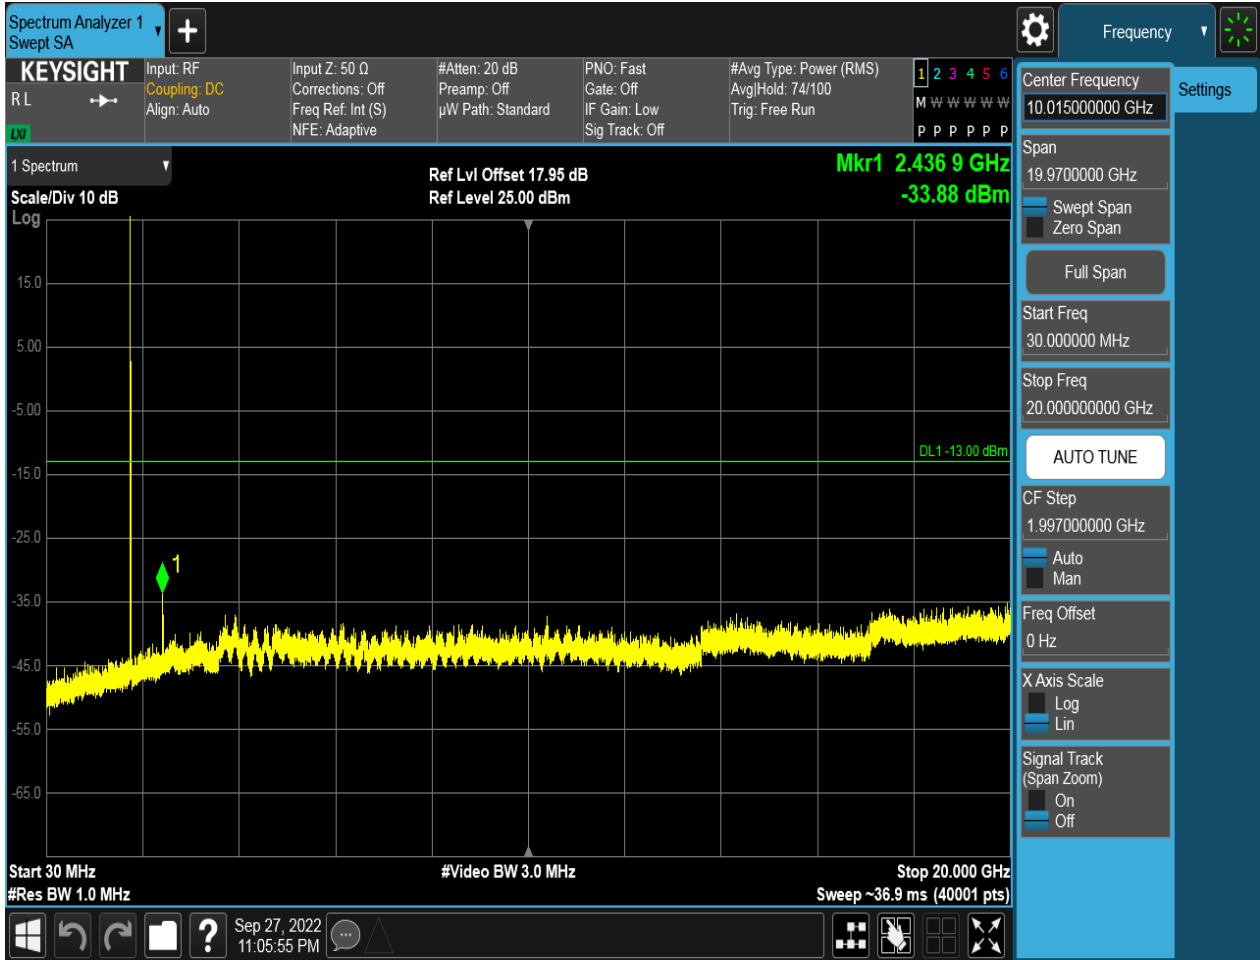 Spectrum Analyzer 1
Swept SA
+
Frequency
KEYSIGHT
R L
LXI
Input: RF
Coupling: DC
Align: Auto
Input Z: 50 Ω
Corrections: Off
Freq Ref: Int (S)
NFE: Adaptive
#Atten: 20 dB
Preamp: Off
µW Path: Standard
PNO: Fast
Gate: Off
IF Gain: Low
Sig Track: Off
#Avg Type: Power (RMS)
Avg|Hold: 74/100
Trig: Free Run
1 2 3 4 5 6
M W W W W W
P P P P P P
1 Spectrum
Scale/Div 10 dB
Log
Ref Lvl Offset 17.95 dB
Ref Level 25.00 dBm
Mkr1 2.436 9 GHz
-33.88 dBm
15.0
5.00
-5.00
DL1 -13.00 dBm
-15.0
-25.0
1
-35.0
-45.0
-55.0
-65.0
Start 30 MHz
#Video BW 3.0 MHz
Stop 20.000 GHz
#Res BW 1.0 MHz
Sweep ~36.9 ms (40001 pts)
Center Frequency
10.015000000 GHz
Settings
Span
19.9700000 GHz
Swept Span
Zero Span
Full Span
Start Freq
30.000000 MHz
Stop Freq
20.000000000 GHz
AUTO TUNE
CF Step
1.997000000 GHz
Auto
Man
Freq Offset
0 Hz
X Axis Scale
Log
Lin
Signal Track
(Span Zoom)
On
Off
?
Sep 27, 2022
11:05:55 PM